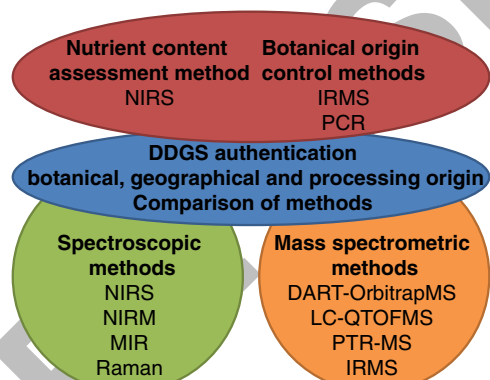 Nutrient content
assessment method
NIRS
Botanical origin
control methods
IRMS
PCR
DDGS authentication
botanical, geographical and processing origin
Comparison of methods
Spectroscopic
methods
NIRS
NIRM
MIR
Raman
Mass spectrometric
methods
DART-OrbitrapMS
LC-QTOFMS
PTR-MS
IRMS